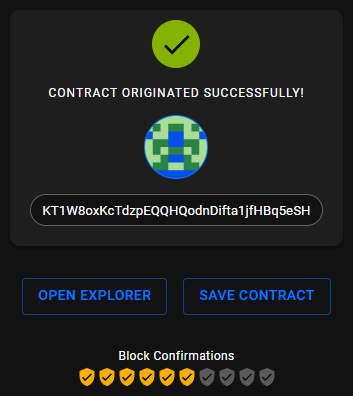 CONTRACT ORIGINATED SUCCESSFULLY!
KT1W8oxKcTdzpEQQHQodnDifta1jfHBq5eSH
OPEN EXPLORER
SAVE CONTRACT
Block Confirmations